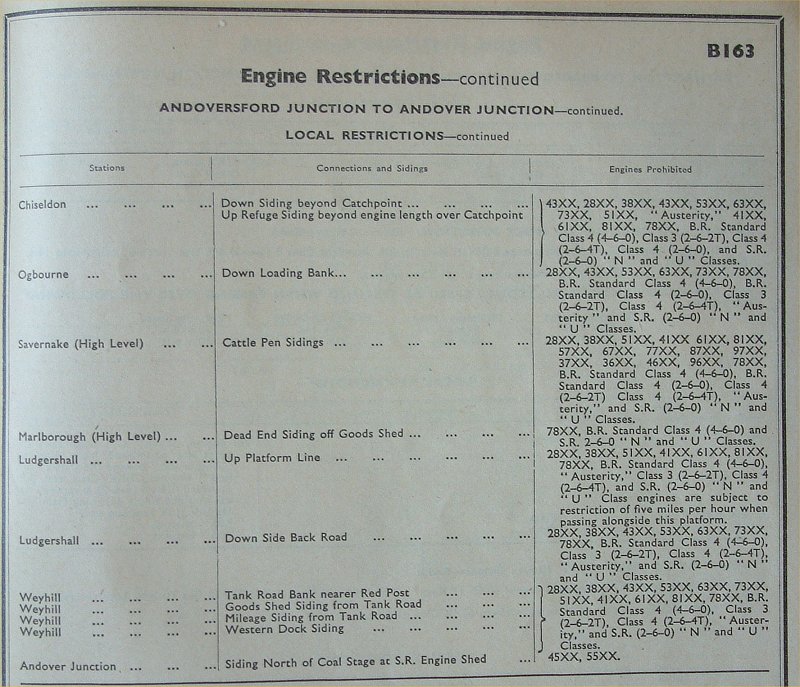 B163
Engine Restrictions—continued
ANDOVERSFORD JUNCTION TO ANDOVER JUNCTION—continued.
LOCAL RESTRICTIONS—continued
Stations Connections and Sidings Engines Prohibited
Chiseldon ... ... ... ... Down Siding beyond Catchpoint ... ... ... ... 43XX, 28XX, 38XX, 43XX, 53XX, 63XX,
Up Refuge Siding beyond engine length over Catchpoint 73XX, 51XX, "Austerity," 41XX,
61XX, 81XX, 78XX, B.R. Standard
Class 4 (4-6-0), Class 3 (2-6-2T), Class 4
(2-6-4T), Class 4 (2-6-0), and S.R.
(2-6-0) "N" and "U" Classes.
Ogbourne ... ... ... ... Down Loading Bank... ... ... ... ... ... 28XX, 43XX, 53XX, 63XX, 73XX, 78XX,
B.R. Standard Class 4 (4-6-0), B.R.
Standard Class 4 (2-6-0), Class 3
(2-6-2T), Class 4 (2-6-4T), "Aus-
terity" and S.R. (2-6-0) "N" and
"U" Classes.
Savernake (High Level) ... ... Cattle Pen Sidings ... ... ... ... ... ... 28XX, 38XX, 51XX, 41XX 61XX, 81XX,
57XX, 67XX, 77XX, 87XX, 97XX,
37XX, 36XX, 46XX, 96XX, 78XX,
B.R. Standard Class 4 (4-6-0), B.R.
Standard Class 4 (2-6-0), Class 4
(2-6-2T) Class 4 (2-6-4T), "Aus-
terity," and S.R. (2-6-0) "N" and
"U" Classes.
Marlborough (High Level) ... ... Dead End Siding off Goods Shed ... ... ... ... 78XX, B.R. Standard Class 4 (4-6-0) and
S.R. 2-6-0 "N" and "U" Classes.
Ludgershall ... ... ... ... Up Platform Line ... ... ... ... ... ... 28XX, 38XX, 51XX, 41XX, 61XX, 81XX,
78XX, B.R. Standard Class 4 (4-6-0),
"Austerity," Class 3 (2-6-2T), Class 4
(2-6-4T), and S.R. (2-6-0) "N" and
"U" Class engines are subject to
restriction of five miles per hour when
passing alongside this platform.
Ludgershall ... ... ... ... Down Side Back Road ... ... ... ... ... 28XX, 38XX, 43XX, 53XX, 63XX, 73XX,
78XX, B.R. Standard Class 4 (4-6-0),
Class 3 (2-6-2T), Class 4 (2-6-4T),
"Austerity," and S.R. (2-6-0) "N"
and "U" Classes.
Weyhill ... ... ... ... Tank Road Bank nearer Red Post ... ... ... 28XX, 38XX, 43XX, 53XX, 63XX, 73XX,
Weyhill ... ... ... ... Goods Shed Siding from Tank Road ... ... ... 51XX, 41XX, 61XX, 81XX, 78XX, B.R.
Weyhill ... ... ... ... Mileage Siding from Tank Road ... ... ... ... Standard Class 4 (4-6-0), Class 3
Weyhill ... ... ... ... Western Dock Siding ... ... ... ... ... (2-6-2T), Class 4 (2-6-4T), "Auster-
ity," and S.R. (2-6-0) "N" and "U"
Classes.
Andover Junction ... ... ... Siding North of Coal Stage at S.R. Engine Shed ... 45XX, 55XX.